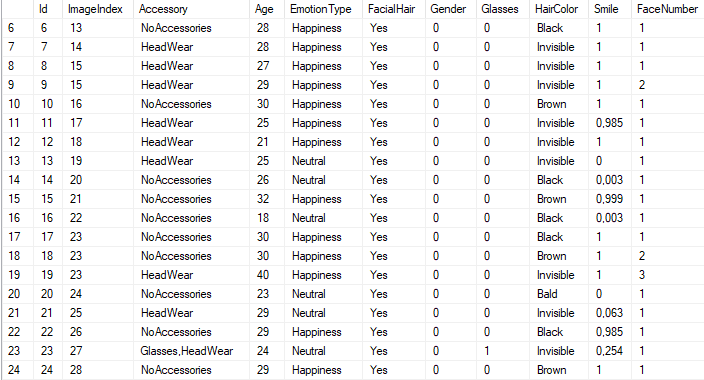 Id ImageIndex Accessory Age EmotionType FacialHair Gender Glasses HairColor Smile FaceNumber
6 6 13 NoAccessories 28 Happiness Yes 0 0 Black 1 1
7 7 14 HeadWear 28 Happiness Yes 0 0 Invisible 1 1
8 8 15 HeadWear 27 Happiness Yes 0 0 Invisible 1 1
9 9 15 HeadWear 29 Happiness Yes 0 0 Invisible 1 2
10 10 16 NoAccessories 30 Happiness Yes 0 0 Brown 1 1
11 11 17 HeadWear 25 Happiness Yes 0 0 Invisible 0,985 1
12 12 18 HeadWear 21 Happiness Yes 0 0 Invisible 1 1
13 13 19 HeadWear 25 Neutral Yes 0 0 Invisible 0 1
14 14 20 NoAccessories 26 Neutral Yes 0 0 Black 0,003 1
15 15 21 NoAccessories 32 Happiness Yes 0 0 Brown 0,999 1
16 16 22 NoAccessories 18 Neutral Yes 0 0 Black 0,003 1
17 17 23 NoAccessories 30 Happiness Yes 0 0 Black 1 1
18 18 23 NoAccessories 30 Happiness Yes 0 0 Brown 1 2
19 19 23 HeadWear 40 Happiness Yes 0 0 Invisible 1 3
20 20 24 NoAccessories 23 Neutral Yes 0 0 Bald 0 1
21 21 25 HeadWear 29 Neutral Yes 0 0 Invisible 0,063 1
22 22 26 NoAccessories 29 Happiness Yes 0 0 Black 0,985 1
23 23 27 Glasses,HeadWear 24 Neutral Yes 0 1 Invisible 0,254 1
24 24 28 NoAccessories 29 Happiness Yes 0 0 Brown 1 1